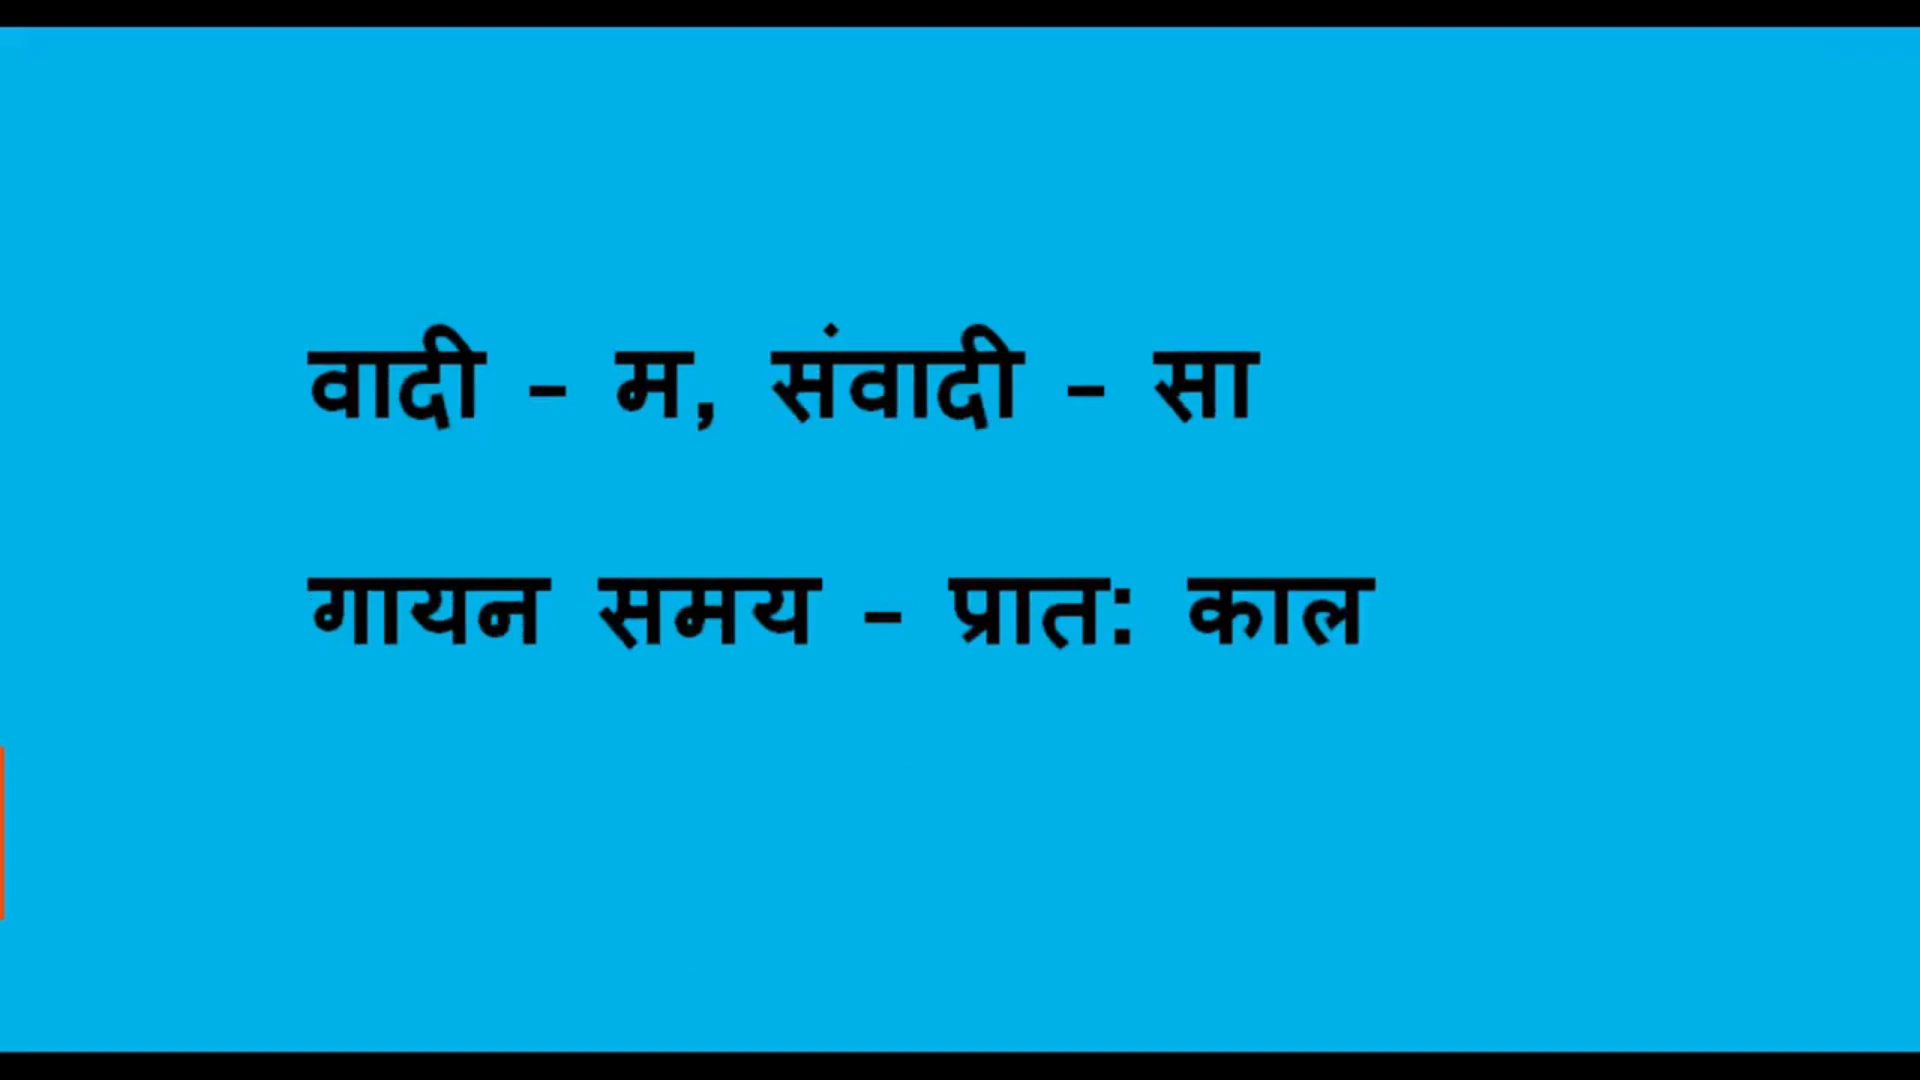 वादी - म, संवादी - सा
गायन समय - प्रात: काल